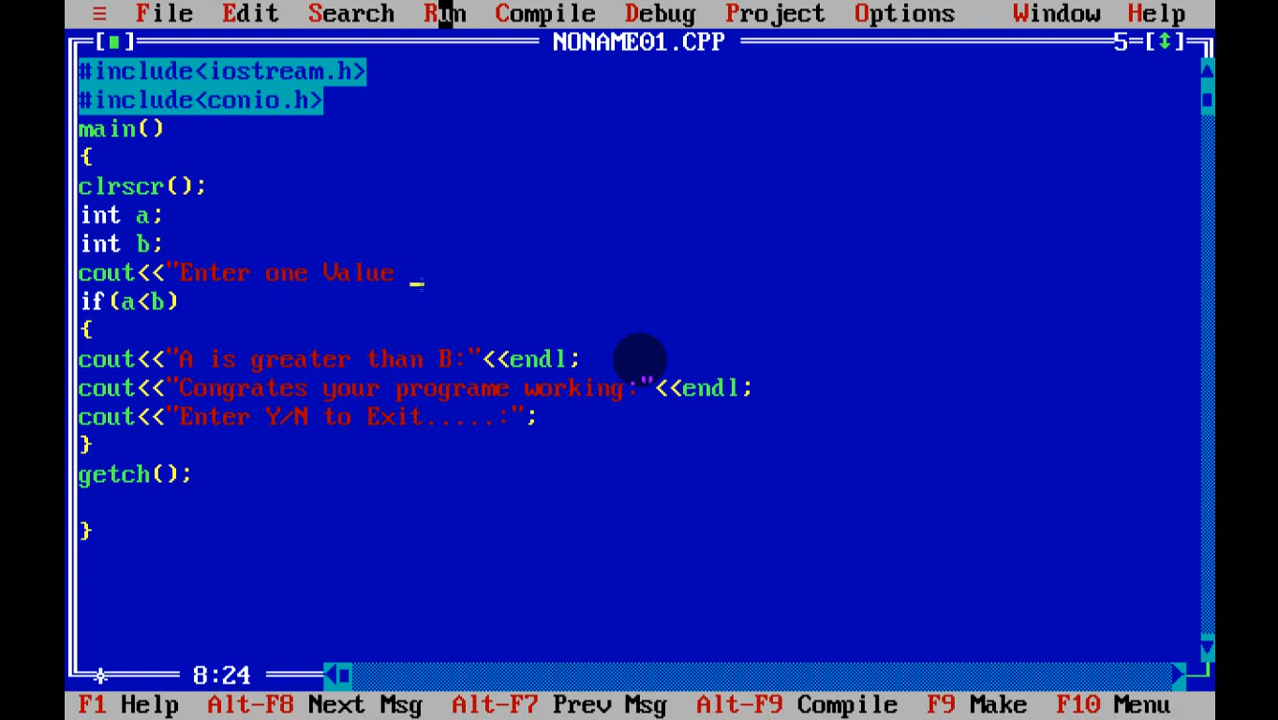 ≡ File Edit Search Run Compile Debug Project Options Window Help
[■] NONAME01.CPP 5=[↕]
#include<iostream.h>
#include<conio.h>
main()
{
clrscr();
int a;
int b;
cout<<"Enter one Value _
if(a<b)
{
cout<<"A is greater than B:"<<endl;
cout<<"Congrates your programe working:"<<endl;
cout<<"Enter Y/N to Exit.....:";
}
getch();
}
8:24
F1 Help Alt-F8 Next Msg Alt-F7 Prev Msg Alt-F9 Compile F9 Make F10 Menu